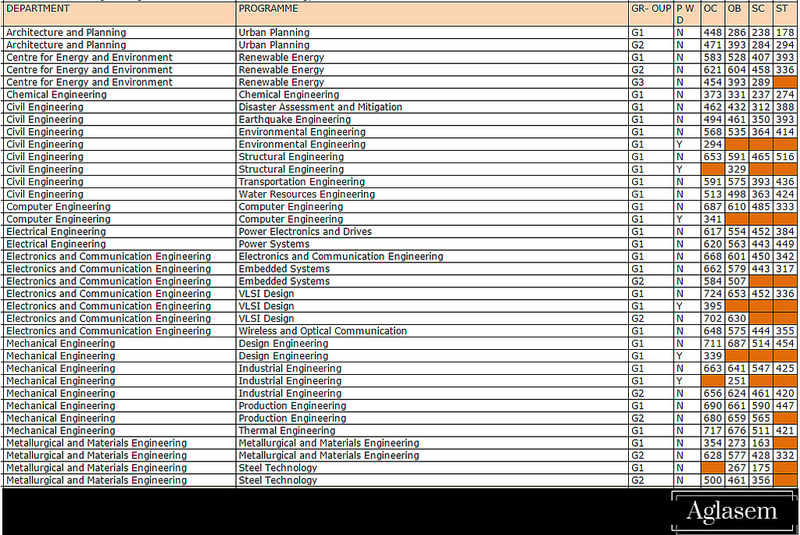 DEPARTMENT PROGRAMME GR- OUP P W D OC OB SC ST
Architecture and Planning Urban Planning G1 N 448 286 238 178
Architecture and Planning Urban Planning G2 N 471 393 284 294
Centre for Energy and Environment Renewable Energy G1 N 583 528 407 393
Centre for Energy and Environment Renewable Energy G2 N 621 604 458 336
Centre for Energy and Environment Renewable Energy G3 N 454 393 289
Chemical Engineering Chemical Engineering G1 N 373 331 237 274
Civil Engineering Disaster Assessment and Mitigation G1 N 462 432 312 388
Civil Engineering Earthquake Engineering G1 N 494 461 350 393
Civil Engineering Environmental Engineering G1 N 568 535 364 414
Civil Engineering Environmental Engineering G1 Y 294
Civil Engineering Structural Engineering G1 N 653 591 465 516
Civil Engineering Structural Engineering G1 Y 329
Civil Engineering Transportation Engineering G1 N 591 575 393 436
Civil Engineering Water Resources Engineering G1 N 513 498 363 424
Computer Engineering Computer Engineering G1 N 687 610 485 333
Computer Engineering Computer Engineering G1 Y 341
Electrical Engineering Power Electronics and Drives G1 N 617 554 452 384
Electrical Engineering Power Systems G1 N 620 563 443 449
Electronics and Communication Engineering Electronics and Communication Engineering G1 N 668 601 450 342
Electronics and Communication Engineering Embedded Systems G1 N 662 579 443 317
Electronics and Communication Engineering Embedded Systems G2 N 584 507
Electronics and Communication Engineering VLSI Design G1 N 724 653 452 336
Electronics and Communication Engineering VLSI Design G1 Y 395
Electronics and Communication Engineering VLSI Design G2 N 702 630
Electronics and Communication Engineering Wireless and Optical Communication G1 N 648 575 444 355
Mechanical Engineering Design Engineering G1 N 711 687 514 454
Mechanical Engineering Design Engineering G1 Y 339
Mechanical Engineering Industrial Engineering G1 N 663 641 547 425
Mechanical Engineering Industrial Engineering G1 Y 251
Mechanical Engineering Industrial Engineering G2 N 656 624 461 420
Mechanical Engineering Production Engineering G1 N 690 661 590 447
Mechanical Engineering Production Engineering G2 N 680 659 565
Mechanical Engineering Thermal Engineering G1 N 717 676 511 421
Metallurgical and Materials Engineering Metallurgical and Materials Engineering G1 N 354 273 163
Metallurgical and Materials Engineering Metallurgical and Materials Engineering G2 N 628 577 428 332
Metallurgical and Materials Engineering Steel Technology G1 N 267 175
Metallurgical and Materials Engineering Steel Technology G2 N 500 461 356
Aglasem